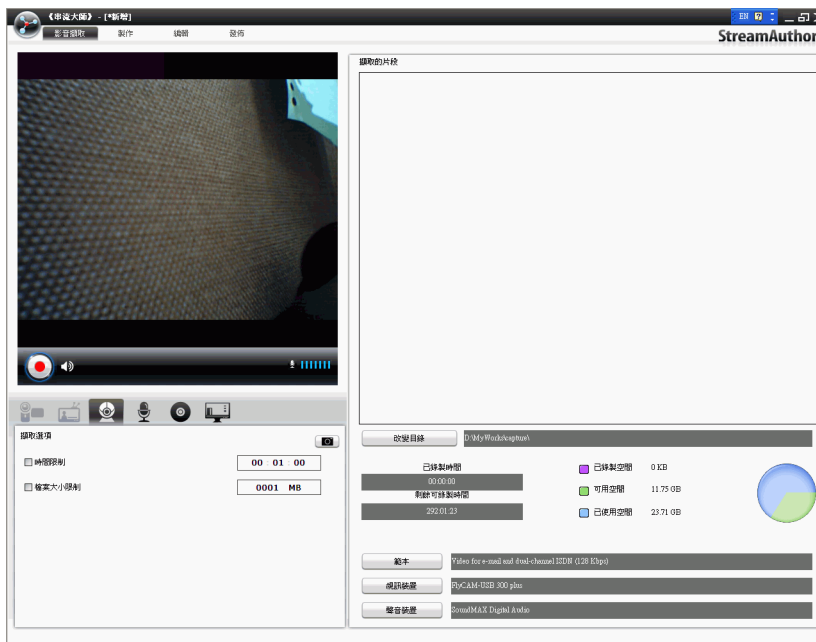 《串流大師》 - [*新增]
EN
影音擷取 製作 編輯 發佈
StreamAuthor
擷取的片段
擷取選項
時間限制 00 : 01 : 00
檔案大小限制 0001 MB
改變目錄 D:\MyWork\capture\
已錄製時間
00:00:00
剩餘可錄製時間
292:01:23
已錄製空間 0 KB
可用空間 11.75 GB
已使用空間 23.71 GB
範本 Video for e-mail and dual-channel ISDN (128 Kbps)
視訊裝置 FlyCAM-USB 300 plus
聲音裝置 SoundMAX Digital Audio